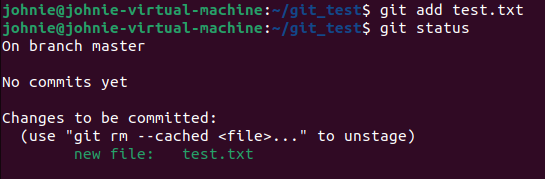 johnie@johnie-virtual-machine:~/git_test$ git add test.txt
johnie@johnie-virtual-machine:~/git_test$ git status
On branch master

No commits yet

Changes to be committed:
  (use "git rm --cached <file>..." to unstage)
        new file:   test.txt